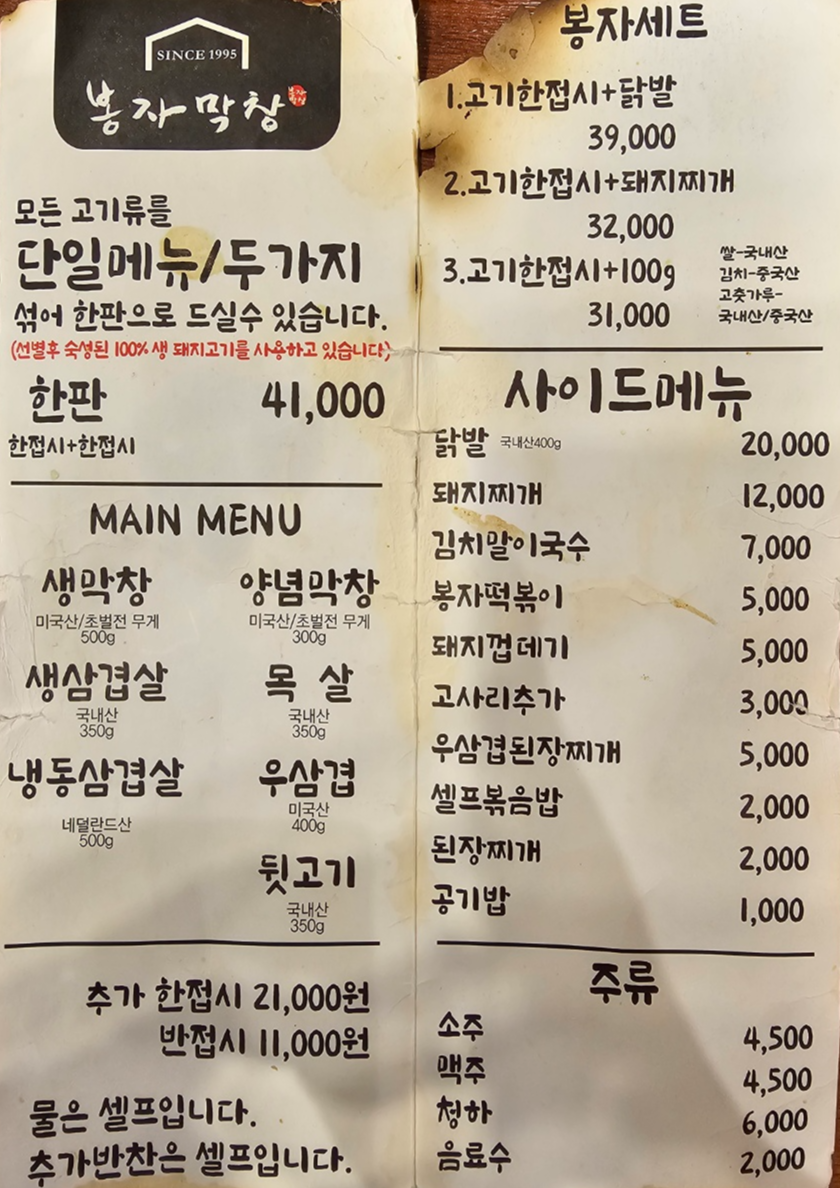 SINCE 1995
봉자막창
모든 고기류를
단일메뉴/두가지
섞어 한판으로 드실수 있습니다.
(선별후 숙성된 100% 생 돼지고기를 사용하고 있습니다)
한판 41,000
한접시+한접시
MAIN MENU
생막창 양념막창
미국산/초벌전 무게 미국산/초벌전 무게
500g 300g
생삼겹살 목 살
국내산 국내산
350g 350g
냉동삼겹살 우삼겹
네덜란드산 미국산
500g 400g
뒷고기
국내산
350g
추가 한접시 21,000원
반접시 11,000원
물은 셀프입니다.
추가반찬은 셀프입니다.
봉자세트
1.고기한접시+닭발
39,000
2.고기한접시+돼지찌개
32,000
3.고기한접시+100g
31,000
쌀-국내산
김치-중국산
고춧가루-
국내산/중국산
사이드메뉴
닭발 국내산400g 20,000
돼지찌개 12,000
김치말이국수 7,000
봉자떡볶이 5,000
돼지껍데기 5,000
고사리추가 3,000
우삼겹된장찌개 5,000
셀프볶음밥 2,000
된장찌개 2,000
공기밥 1,000
주류
소주 4,500
맥주 4,500
청하 6,000
음료수 2,000